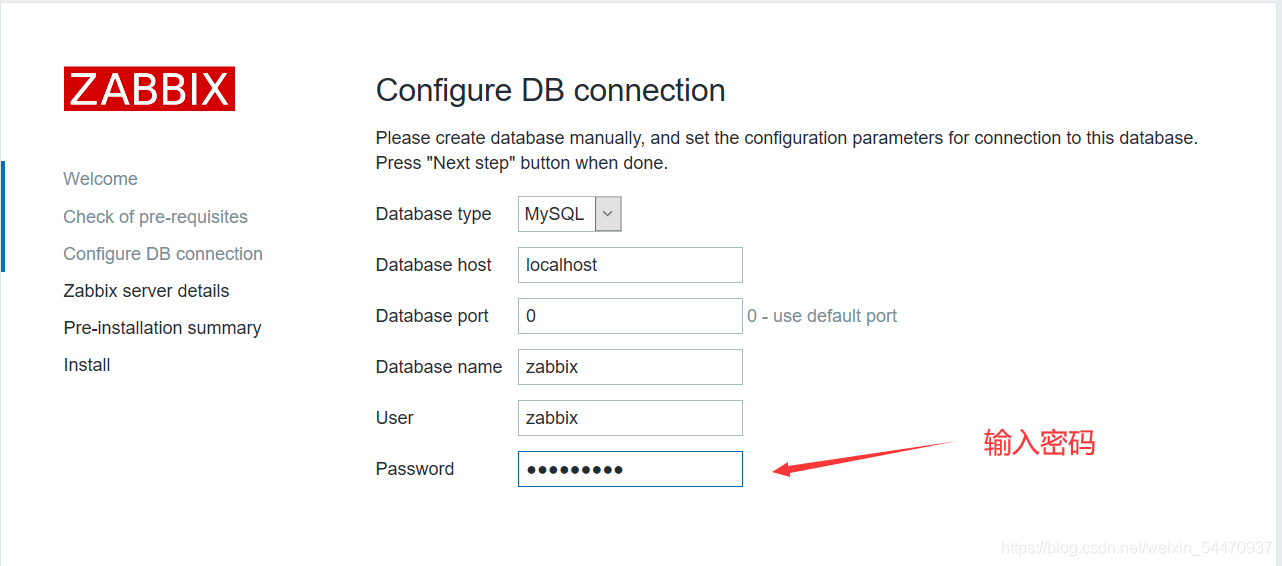 ZABBIX
Welcome
Check of pre-requisites
Configure DB connection
Zabbix server details
Pre-installation summary
Install
Configure DB connection
Please create database manually, and set the configuration parameters for connection to this database.
Press "Next step" button when done.
Database type MySQL
Database host localhost
Database port 0 0 - use default port
Database name zabbix
User zabbix
Password ●●●●●●●●●
输入密码
https://blog.csdn.net/weixin_54470937